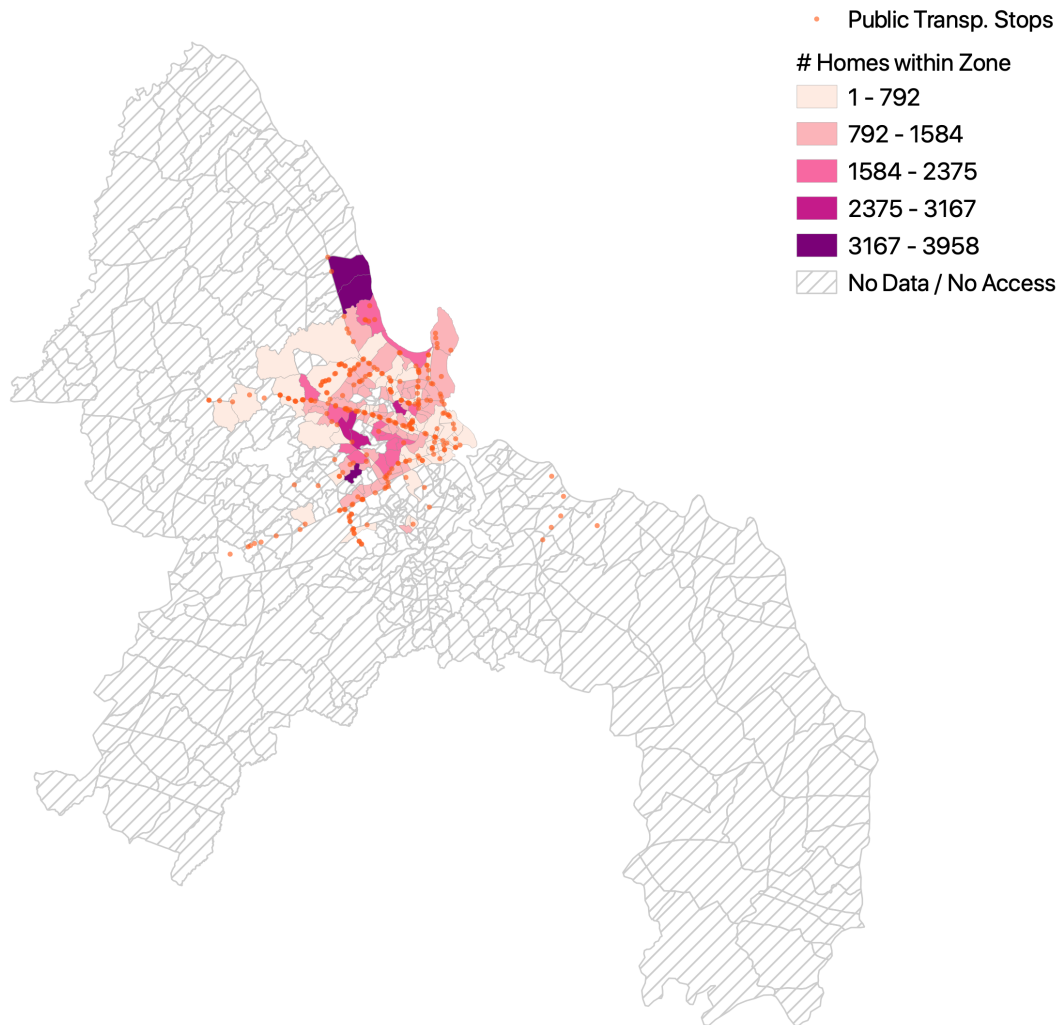 Public Transp. Stops
# Homes within Zone
1 - 792
792 - 1584
1584 - 2375
2375 - 3167
3167 - 3958
No Data / No Access